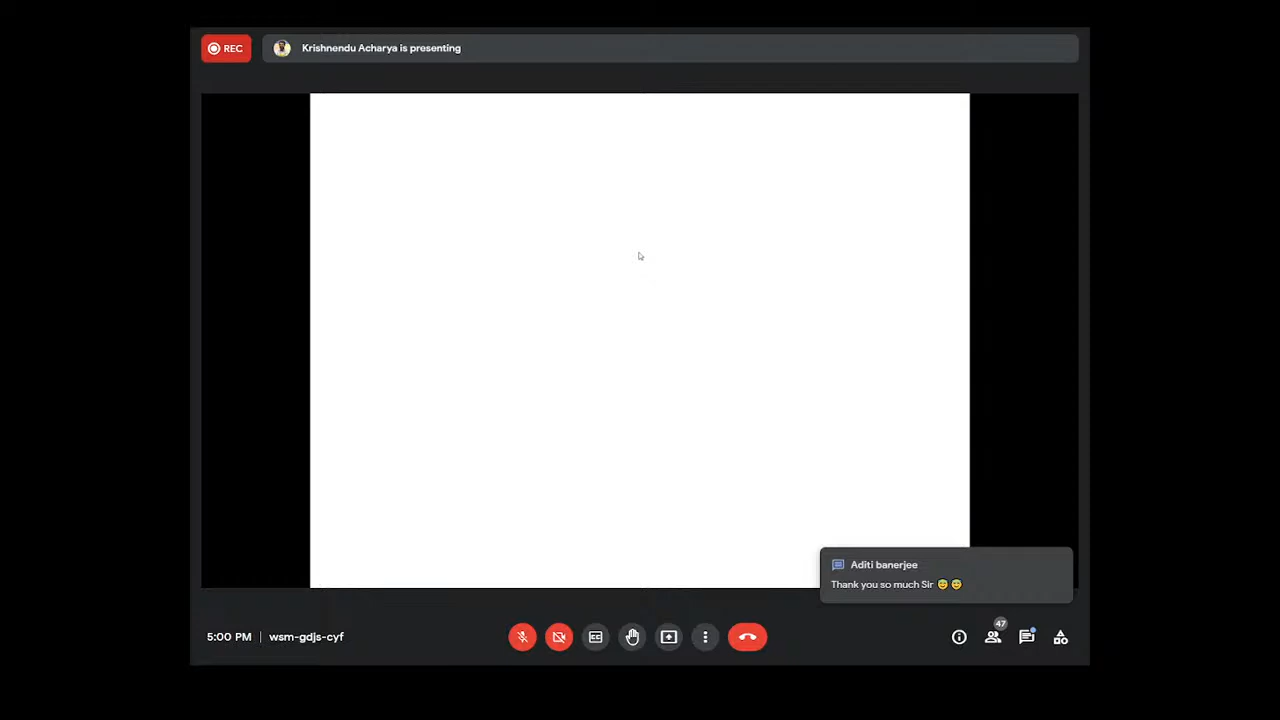 REC
Krishnendu Acharya is presenting
Aditi banerjee
Thank you so much Sir 😇😇
5:00 PM | wsm-gdjs-cyf
47